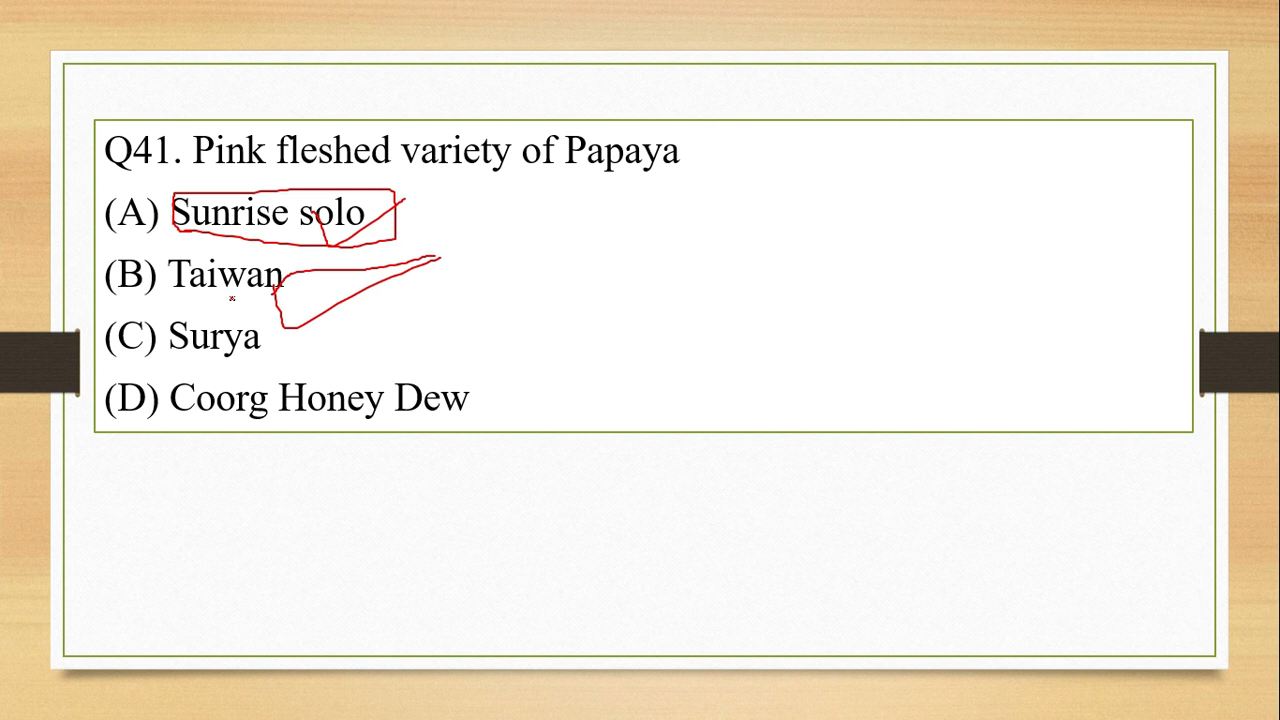 Q41. Pink fleshed variety of Papaya
(A) Sunrise solo
(B) Taiwan
(C) Surya
(D) Coorg Honey Dew